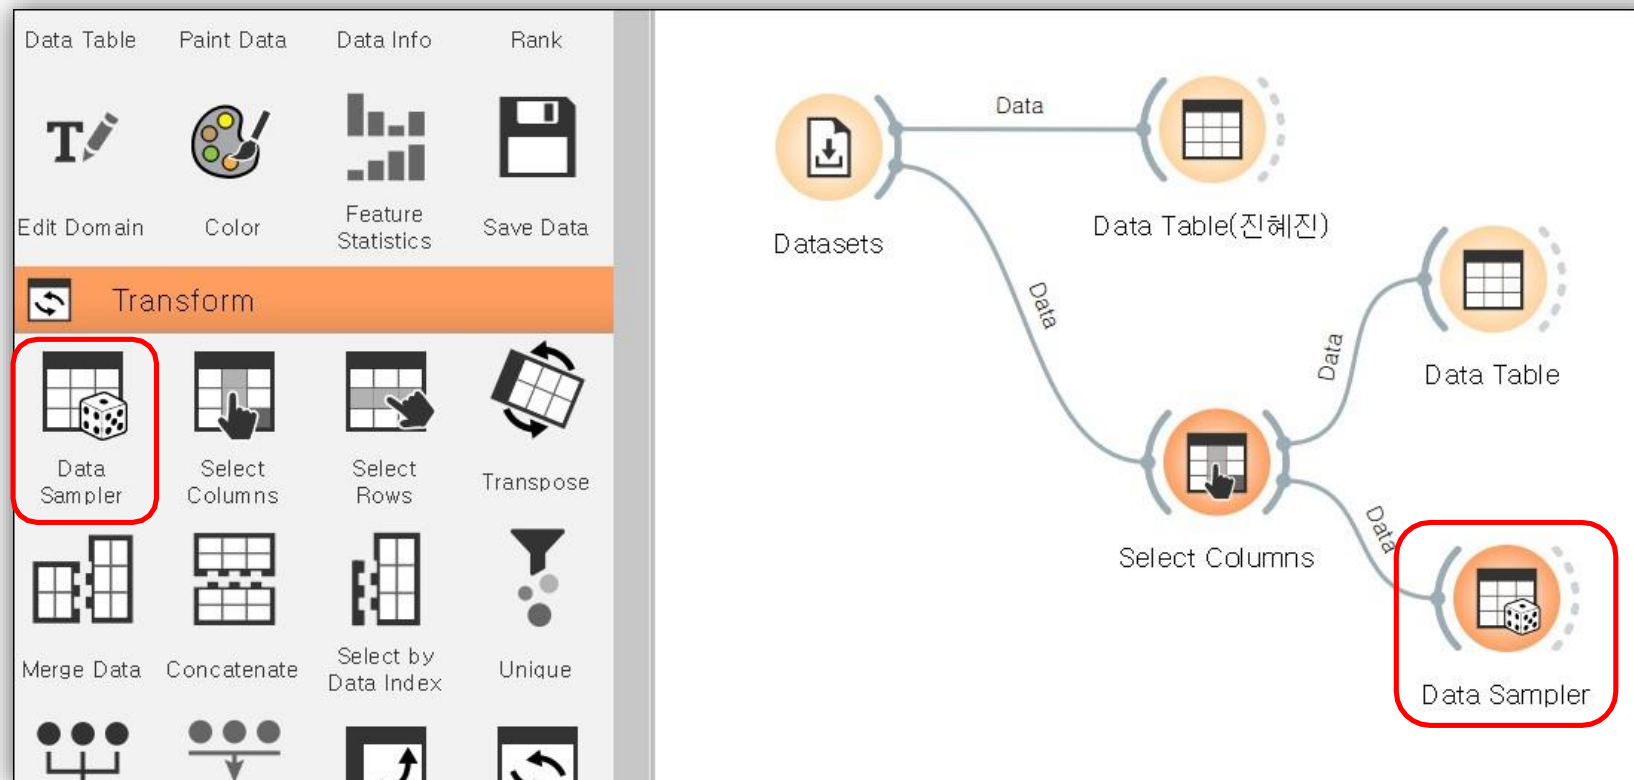 Data Table
Paint Data
Data Info
Rank
Edit Domain
Color
Feature
Statistics
Save Data
Transform
Data
Sampler
Select
Columns
Select
Rows
Transpose
Merge Data
Concatenate
Select by
Data Index
Unique
Datasets
Data
Data Table(진혜진)
Data
Data
Data Table
Select Columns
Data
Data Sampler